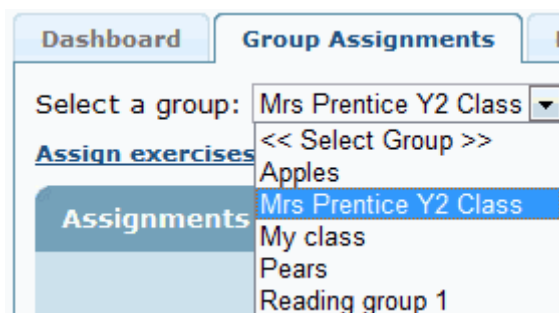 Dashboard Group Assignments
Select a group: Mrs Prentice Y2 Class
<< Select Group >>
Assign exercises
Apples
Mrs Prentice Y2 Class
Assignments
My class
Pears
Reading group 1